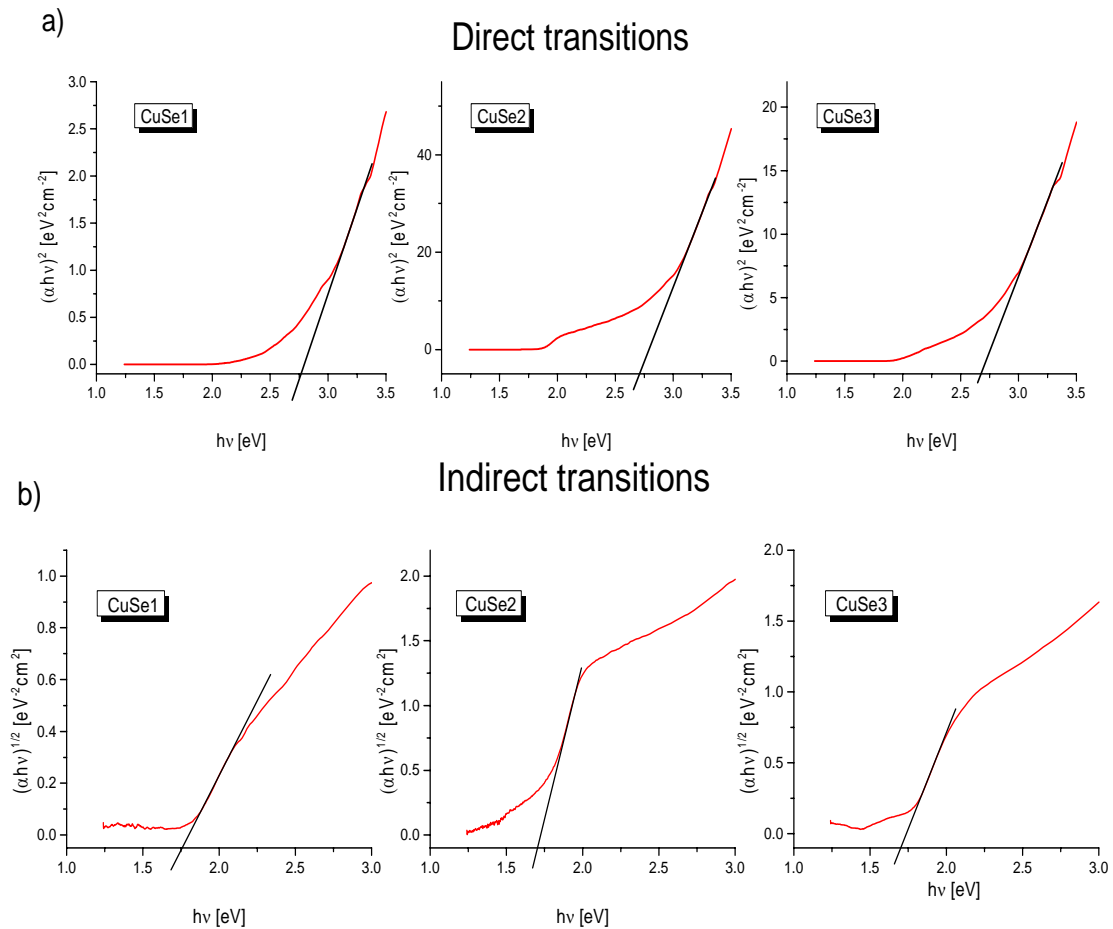 a)
Direct transitions
CuSe1
(αhν)² [eV²cm⁻²]
3.0
2.5
2.0
1.5
1.0
0.5
0.0
1.0 1.5 2.0 2.5 3.0 3.5
hν [eV]
CuSe2
(αhν)² [eV²cm⁻²]
40
20
0
1.0 1.5 2.0 2.5 3.0 3.5
hν [eV]
CuSe3
(αhν)² [eV²cm⁻²]
20
15
10
5
0
1.0 1.5 2.0 2.5 3.0 3.5
hν [eV]
b)
Indirect transitions
CuSe1
(αhν)¹ᐟ² [eV⁻²cm²]
1.0
0.8
0.6
0.4
0.2
0.0
1.0 1.5 2.0 2.5 3.0
hν [eV]
CuSe2
(αhν)¹ᐟ² [eV⁻²cm²]
2.0
1.5
1.0
0.5
0.0
1.0 1.5 2.0 2.5 3.0
hν [eV]
CuSe3
(αhν)¹ᐟ² [eV⁻²cm²]
2.0
1.5
1.0
0.5
0.0
1.0 1.5 2.0 2.5 3.0
hν [eV]